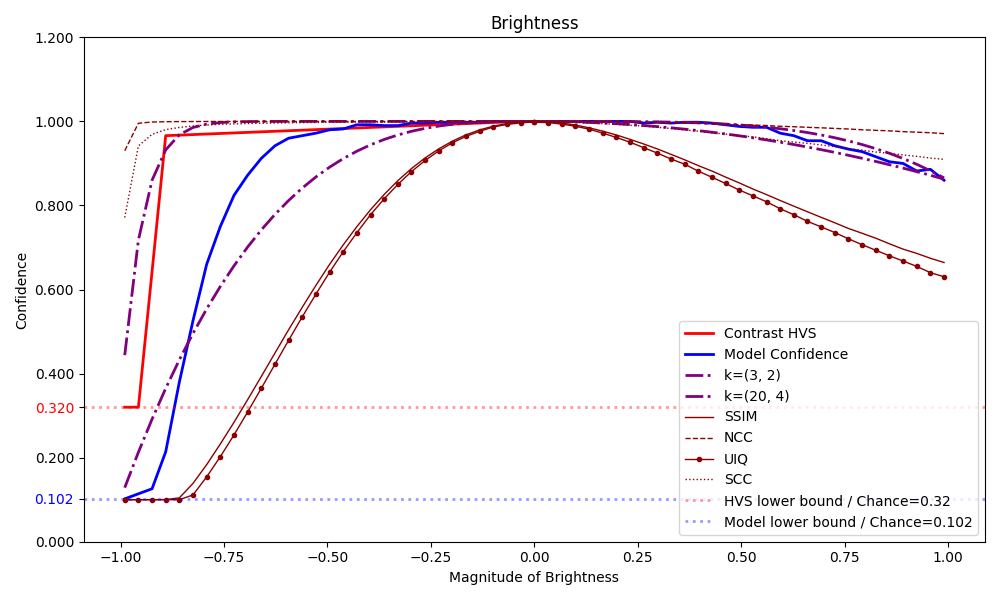 Brightness
1.200
1.000
0.800
0.600
0.400
0.320
0.200
0.102
0.000
Confidence
−1.00
−0.75
−0.50
−0.25
0.00
0.25
0.50
0.75
1.00
Magnitude of Brightness
Contrast HVS
Model Confidence
k=(3, 2)
k=(20, 4)
SSIM
NCC
UIQ
SCC
HVS lower bound / Chance=0.32
Model lower bound / Chance=0.102